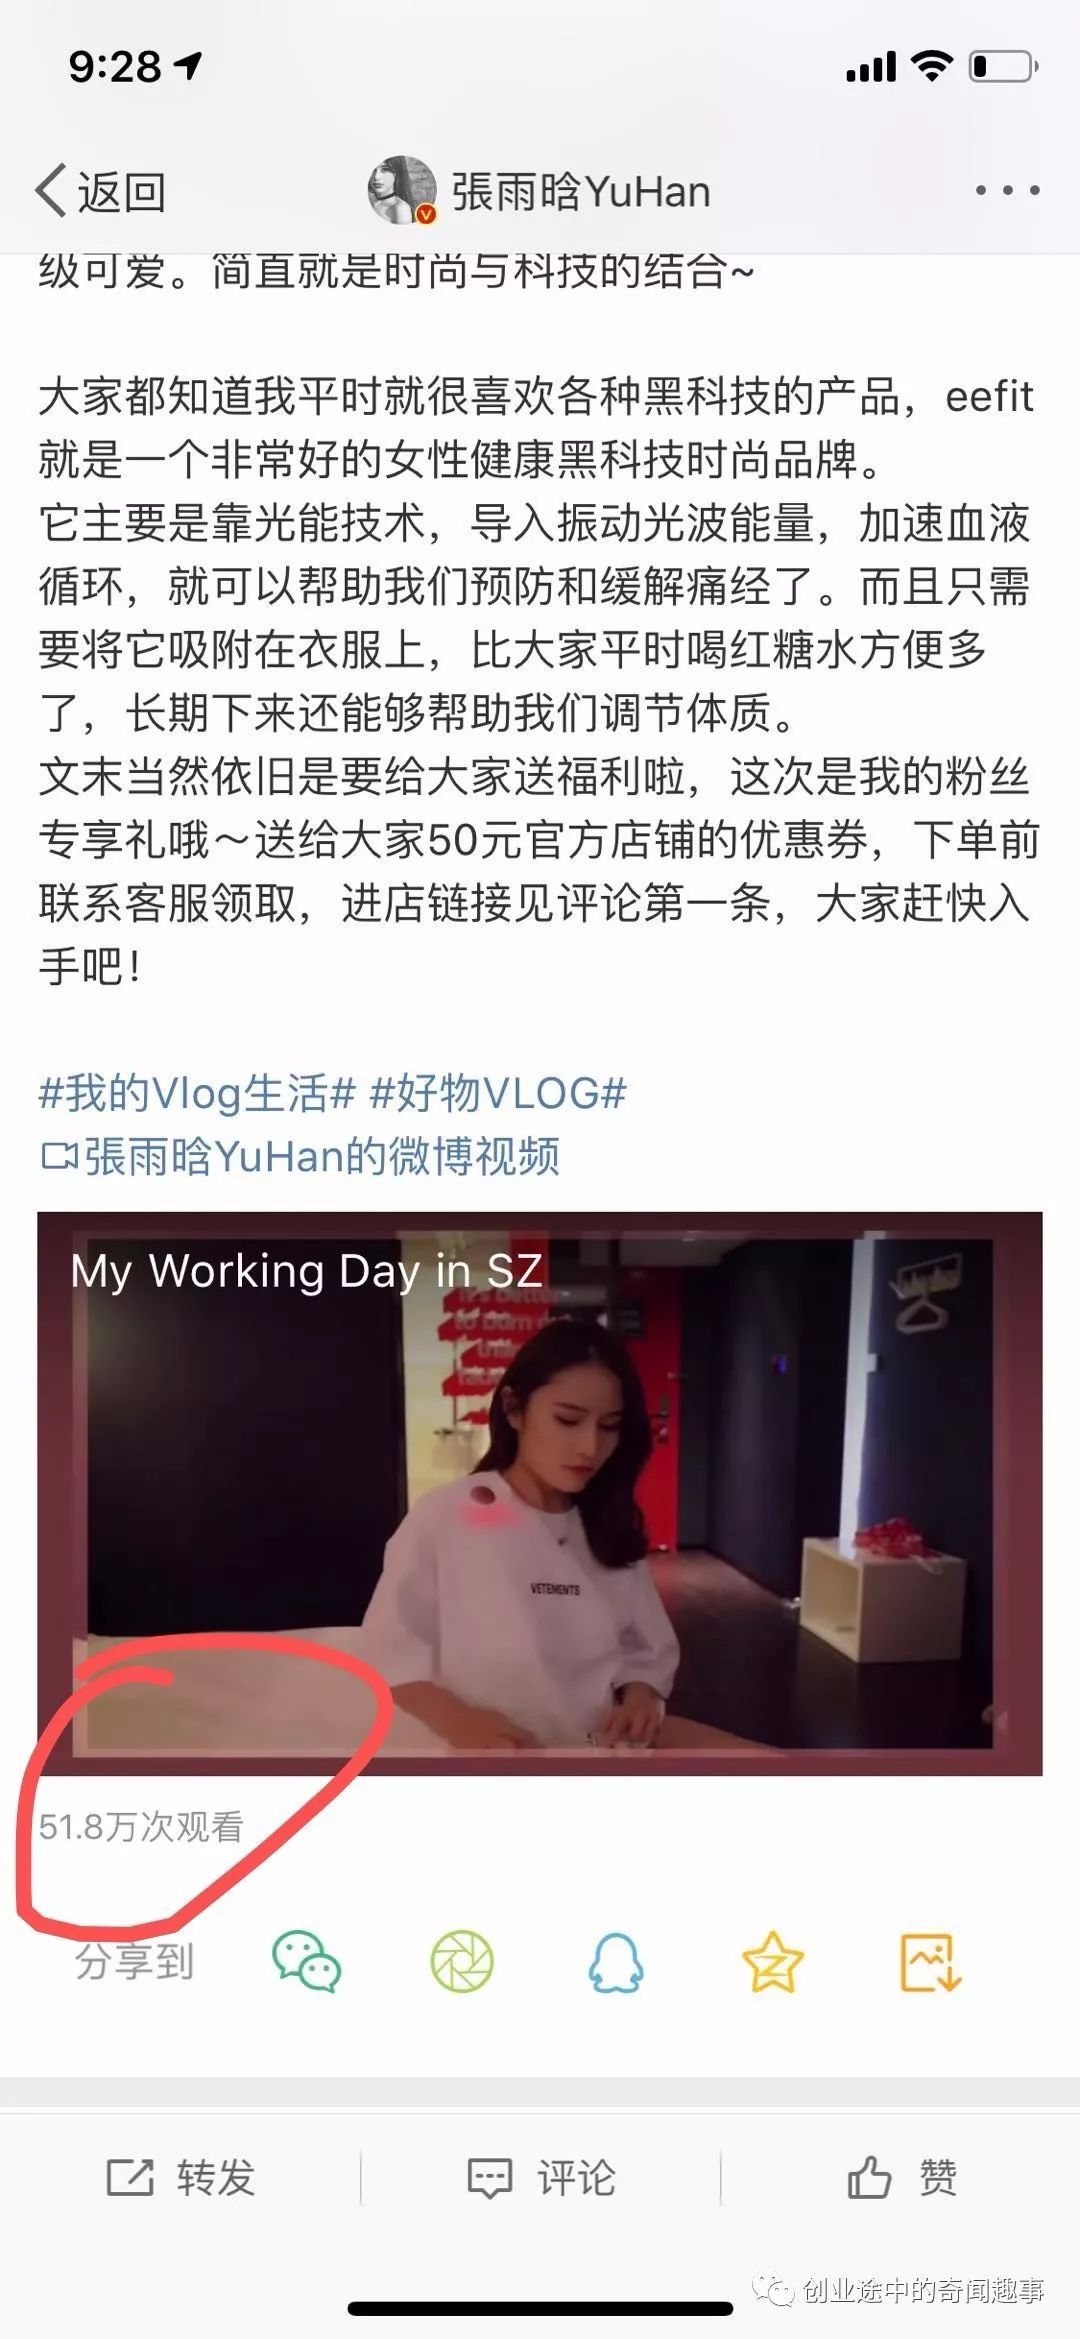 9:28
返回
張雨晗YuHan
级可爱。简直就是时尚与科技的结合~
大家都知道我平时就很喜欢各种黑科技的产品，eefit
就是一个非常好的女性健康黑科技时尚品牌。
它主要是靠光能技术，导入振动光波能量，加速血液
循环，就可以帮助我们预防和缓解痛经了。而且只需
要将它吸附在衣服上，比大家平时喝红糖水方便多
了，长期下来还能够帮助我们调节体质。
文末当然依旧是要给大家送福利啦，这次是我的粉丝
专享礼哦～送给大家50元官方店铺的优惠券，下单前
联系客服领取，进店链接见评论第一条，大家赶快入
手吧！
#我的Vlog生活# #好物VLOG#
張雨晗YuHan的微博视频
My Working Day in SZ
VETEMENTS
51.8万次观看
分享到
转发
评论
赞
创业途中的奇闻趣事